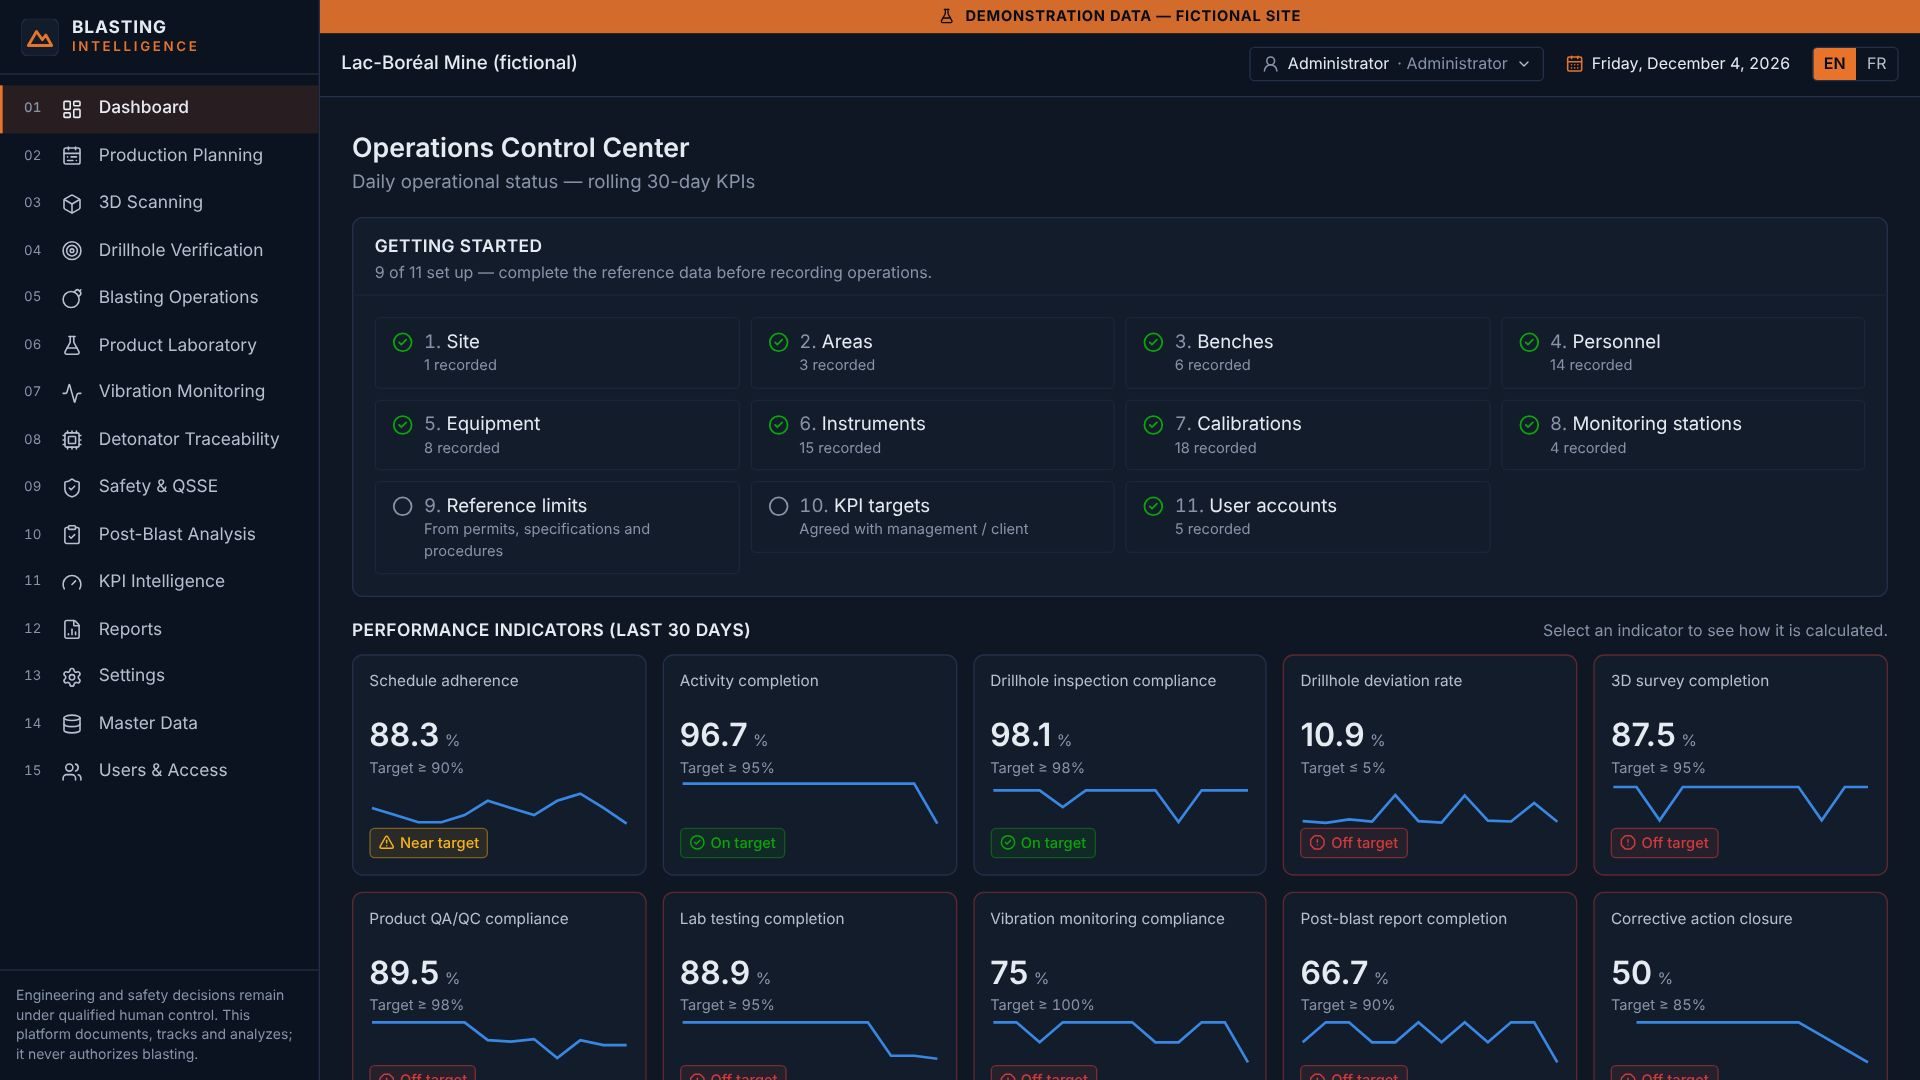 BLASTING
INTELLIGENCE
01 Dashboard
02 Production Planning
03 3D Scanning
04 Drillhole Verification
05 Blasting Operations
06 Product Laboratory
07 Vibration Monitoring
08 Detonator Traceability
09 Safety & QSSE
10 Post-Blast Analysis
11 KPI Intelligence
12 Reports
13 Settings
14 Master Data
15 Users & Access
Engineering and safety decisions remain
under qualified human control. This
platform documents, tracks and analyzes;
it never authorizes blasting.
DEMONSTRATION DATA — FICTIONAL SITE
Lac-Boréal Mine (fictional)
Administrator · Administrator
Friday, December 4, 2026
EN FR
Operations Control Center
Daily operational status — rolling 30-day KPIs
GETTING STARTED
9 of 11 set up — complete the reference data before recording operations.
1. Site
1 recorded
2. Areas
3 recorded
3. Benches
6 recorded
4. Personnel
14 recorded
5. Equipment
8 recorded
6. Instruments
15 recorded
7. Calibrations
18 recorded
8. Monitoring stations
4 recorded
9. Reference limits
From permits, specifications and
procedures
10. KPI targets
Agreed with management / client
11. User accounts
5 recorded
PERFORMANCE INDICATORS (LAST 30 DAYS)
Select an indicator to see how it is calculated.
Schedule adherence
88.3 %
Target ≥ 90%
Near target
Activity completion
96.7 %
Target ≥ 95%
On target
Drillhole inspection compliance
98.1 %
Target ≥ 98%
On target
Drillhole deviation rate
10.9 %
Target ≤ 5%
Off target
3D survey completion
87.5 %
Target ≥ 95%
Off target
Product QA/QC compliance
89.5 %
Target ≥ 98%
Off target
Lab testing completion
88.9 %
Target ≥ 95%
Off target
Vibration monitoring compliance
75 %
Target ≥ 100%
Off target
Post-blast report completion
66.7 %
Target ≥ 90%
Off target
Corrective action closure
50 %
Target ≥ 85%
Off target